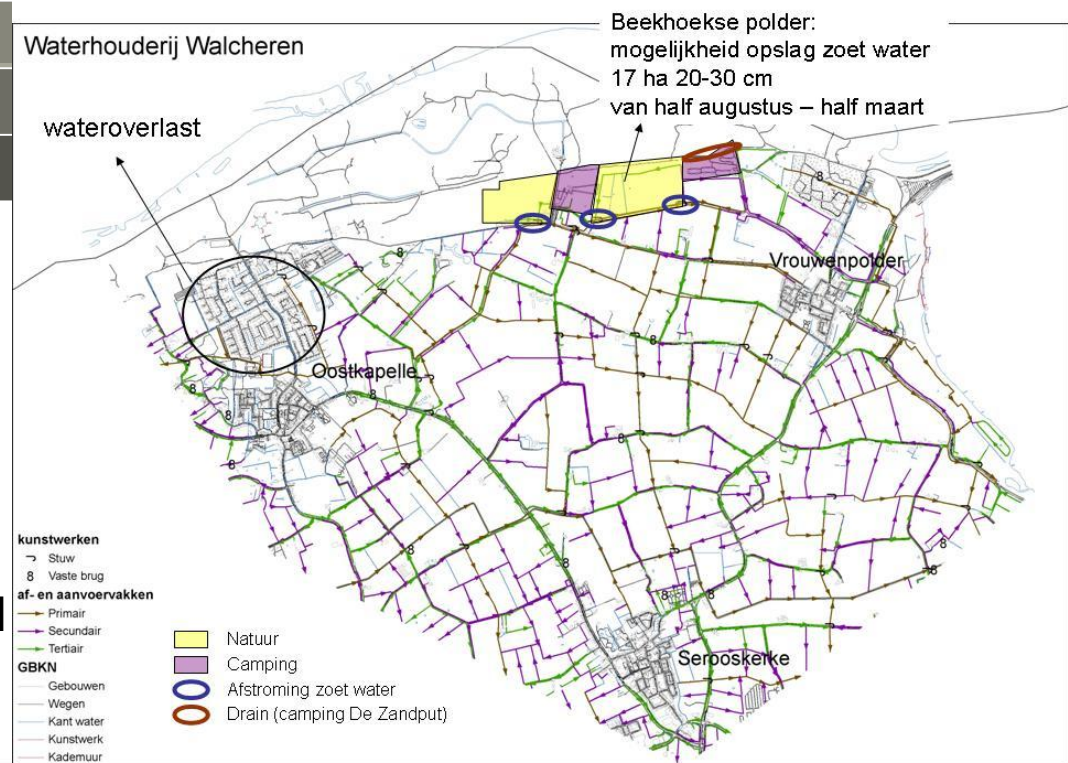 Waterhouderij Walcheren
Beekhoekse polder:
mogelijkheid opslag zoet water
17 ha 20-30 cm
van half augustus – half maart
wateroverlast
Vrouwenpolder
Oostkapelle
Serooskerke
kunstwerken
Stuw
8 Vaste brug
af- en aanvoervakken
Primair
Secundair
Tertiair
GBKN
Gebouwen
Wegen
Kant water
Kunstwerk
Kademuur
Natuur
Camping
Afstroming zoet water
Drain (camping De Zandput)